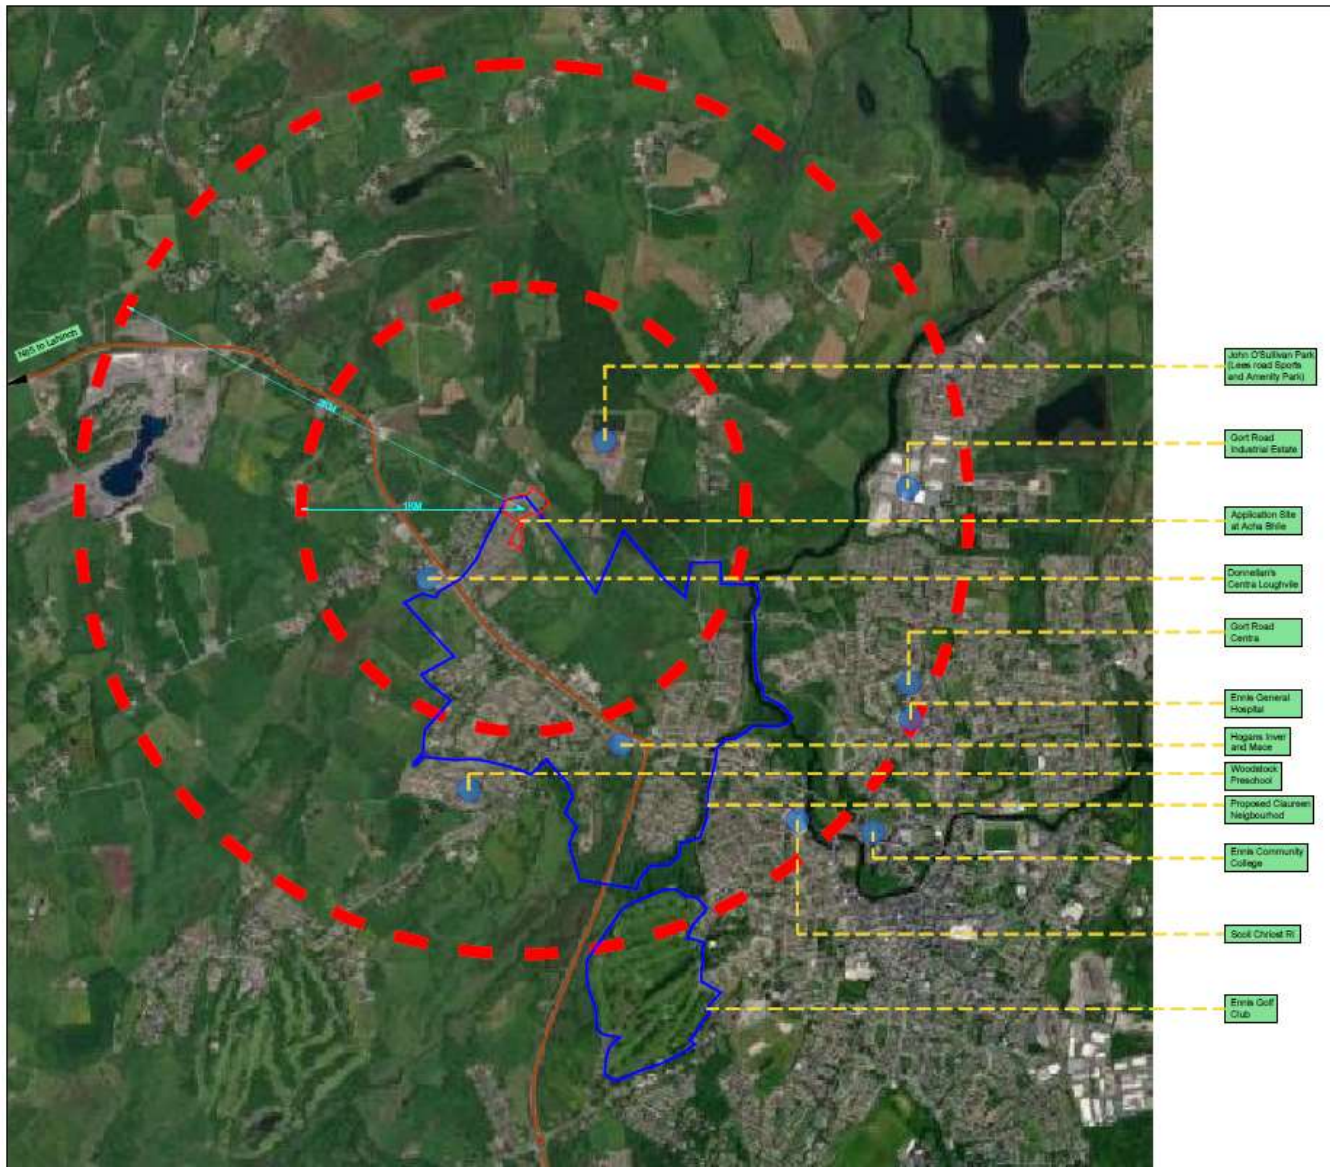 N85 to Lahinch
2KM
1KM
John O'Sullivan Park
(Lees road Sports
and Amenity Park)
Gort Road
Industrial Estate
Application Site
at Acha Bhile
Donnellan's
Centra Loughvile
Gort Road
Centra
Ennis General
Hospital
Hogans Inver
and Mace
Woodstock
Preschool
Proposed Claureen
Neigbourhod
Ennis Community
College
Scoil Chriost Ri
Ennis Golf
Club